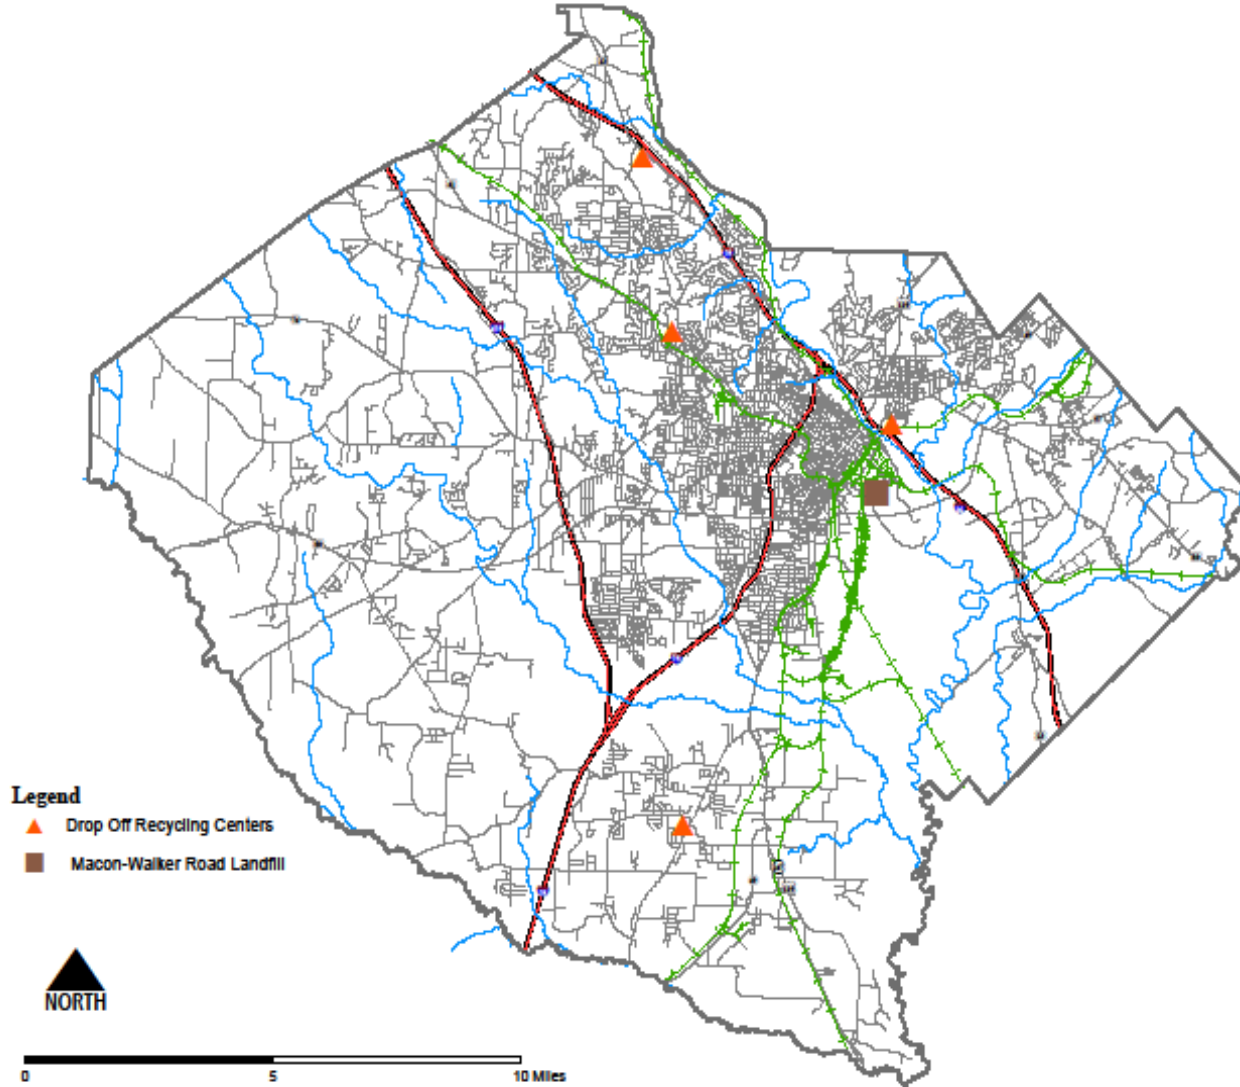 Legend
Drop Off Recycling Centers
Macon-Walker Road Landfill
NORTH
0 5 10 Miles